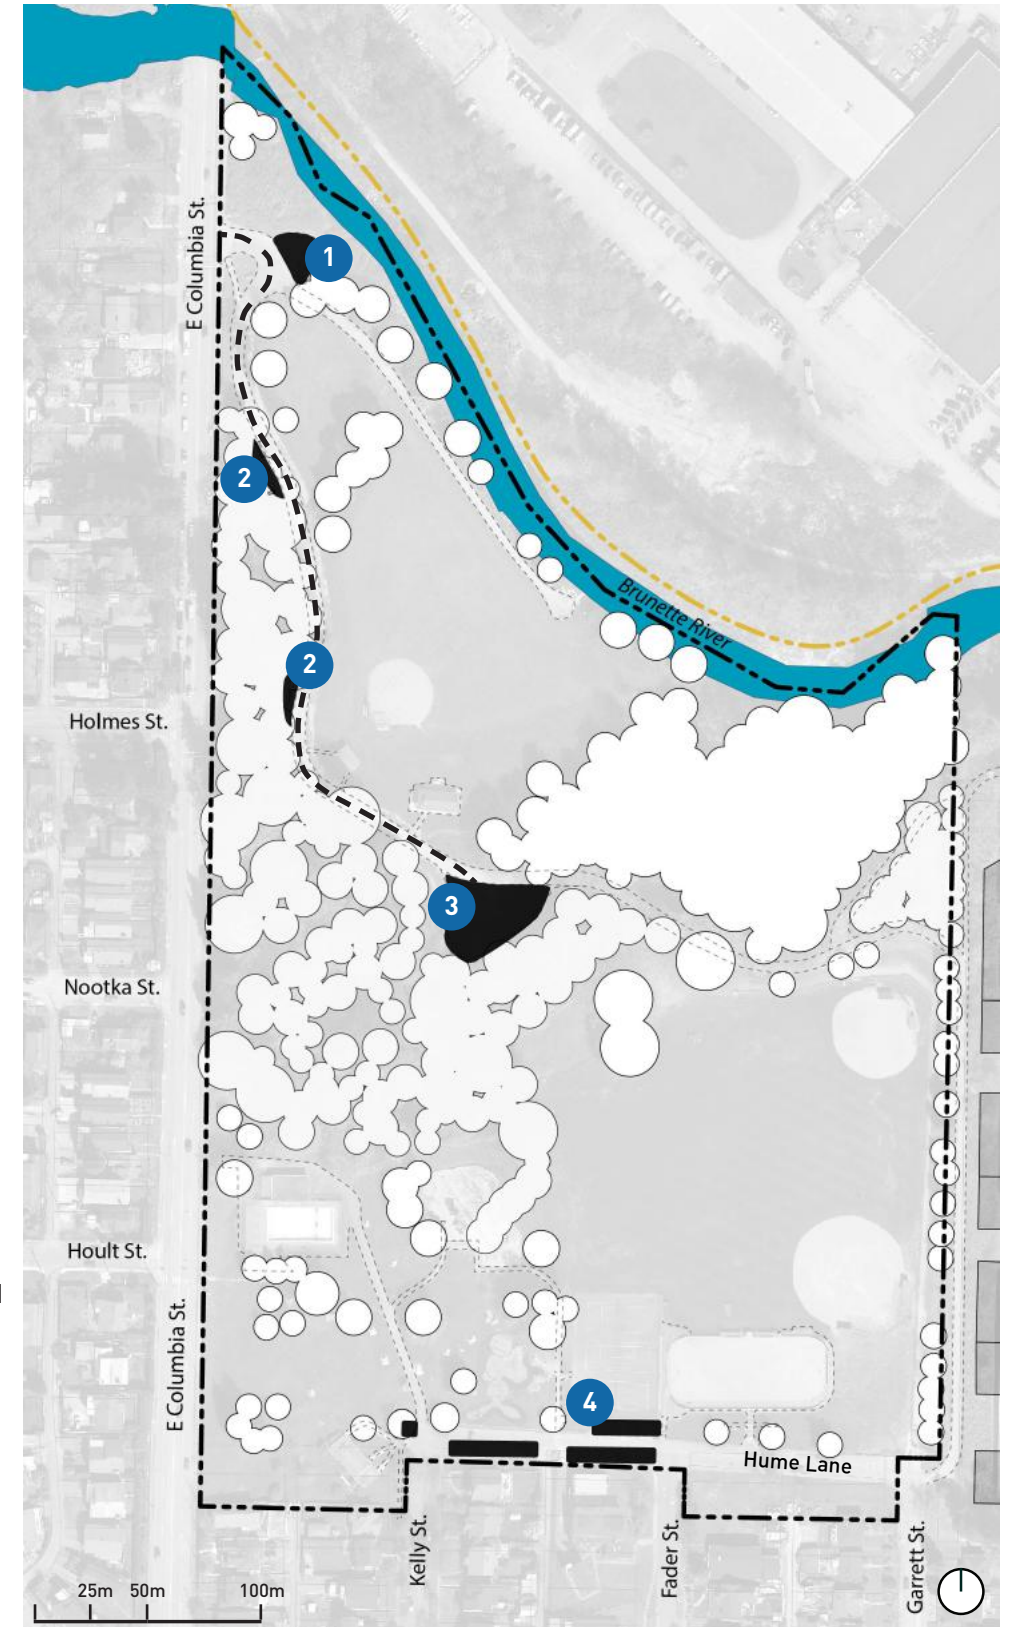 E Columbia St.
1
2
Brunette River
2
Holmes St.
3
Nootka St.
Hoult St.
E Columbia St.
4
Hume Lane
Kelly St.
Fader St.
Garrett St.
25m 50m 100m